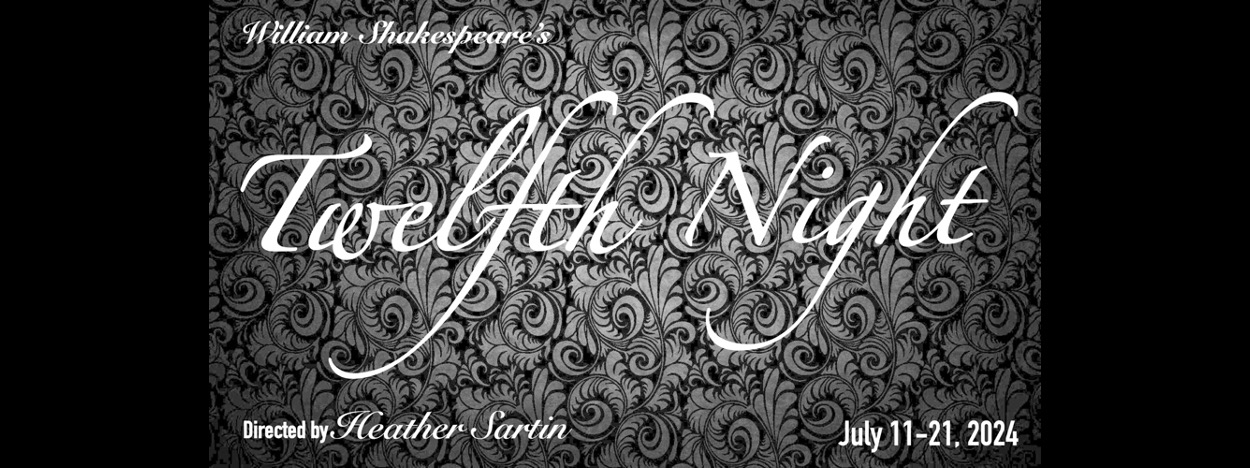 William Shakespeare's
Twelfth Night
Directed by Heather Sartin
July 11-21, 2024